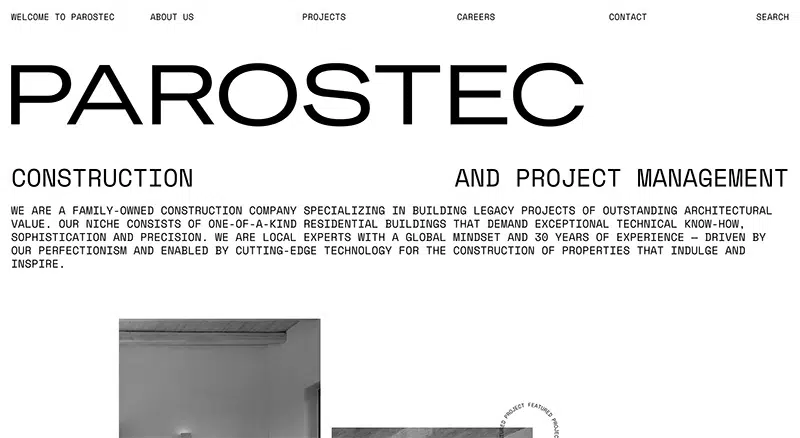 WELCOME TO PAROSTEC ABOUT US PROJECTS CAREERS CONTACT SEARCH
PAROSTEC
CONSTRUCTION AND PROJECT MANAGEMENT
WE ARE A FAMILY-OWNED CONSTRUCTION COMPANY SPECIALIZING IN BUILDING LEGACY PROJECTS OF OUTSTANDING ARCHITECTURAL
VALUE. OUR NICHE CONSISTS OF ONE-OF-A-KIND RESIDENTIAL BUILDINGS THAT DEMAND EXCEPTIONAL TECHNICAL KNOW-HOW,
SOPHISTICATION AND PRECISION. WE ARE LOCAL EXPERTS WITH A GLOBAL MINDSET AND 30 YEARS OF EXPERIENCE — DRIVEN BY
OUR PERFECTIONISM AND ENABLED BY CUTTING-EDGE TECHNOLOGY FOR THE CONSTRUCTION OF PROPERTIES THAT INDULGE AND
INSPIRE.
PROJECT FEATURED